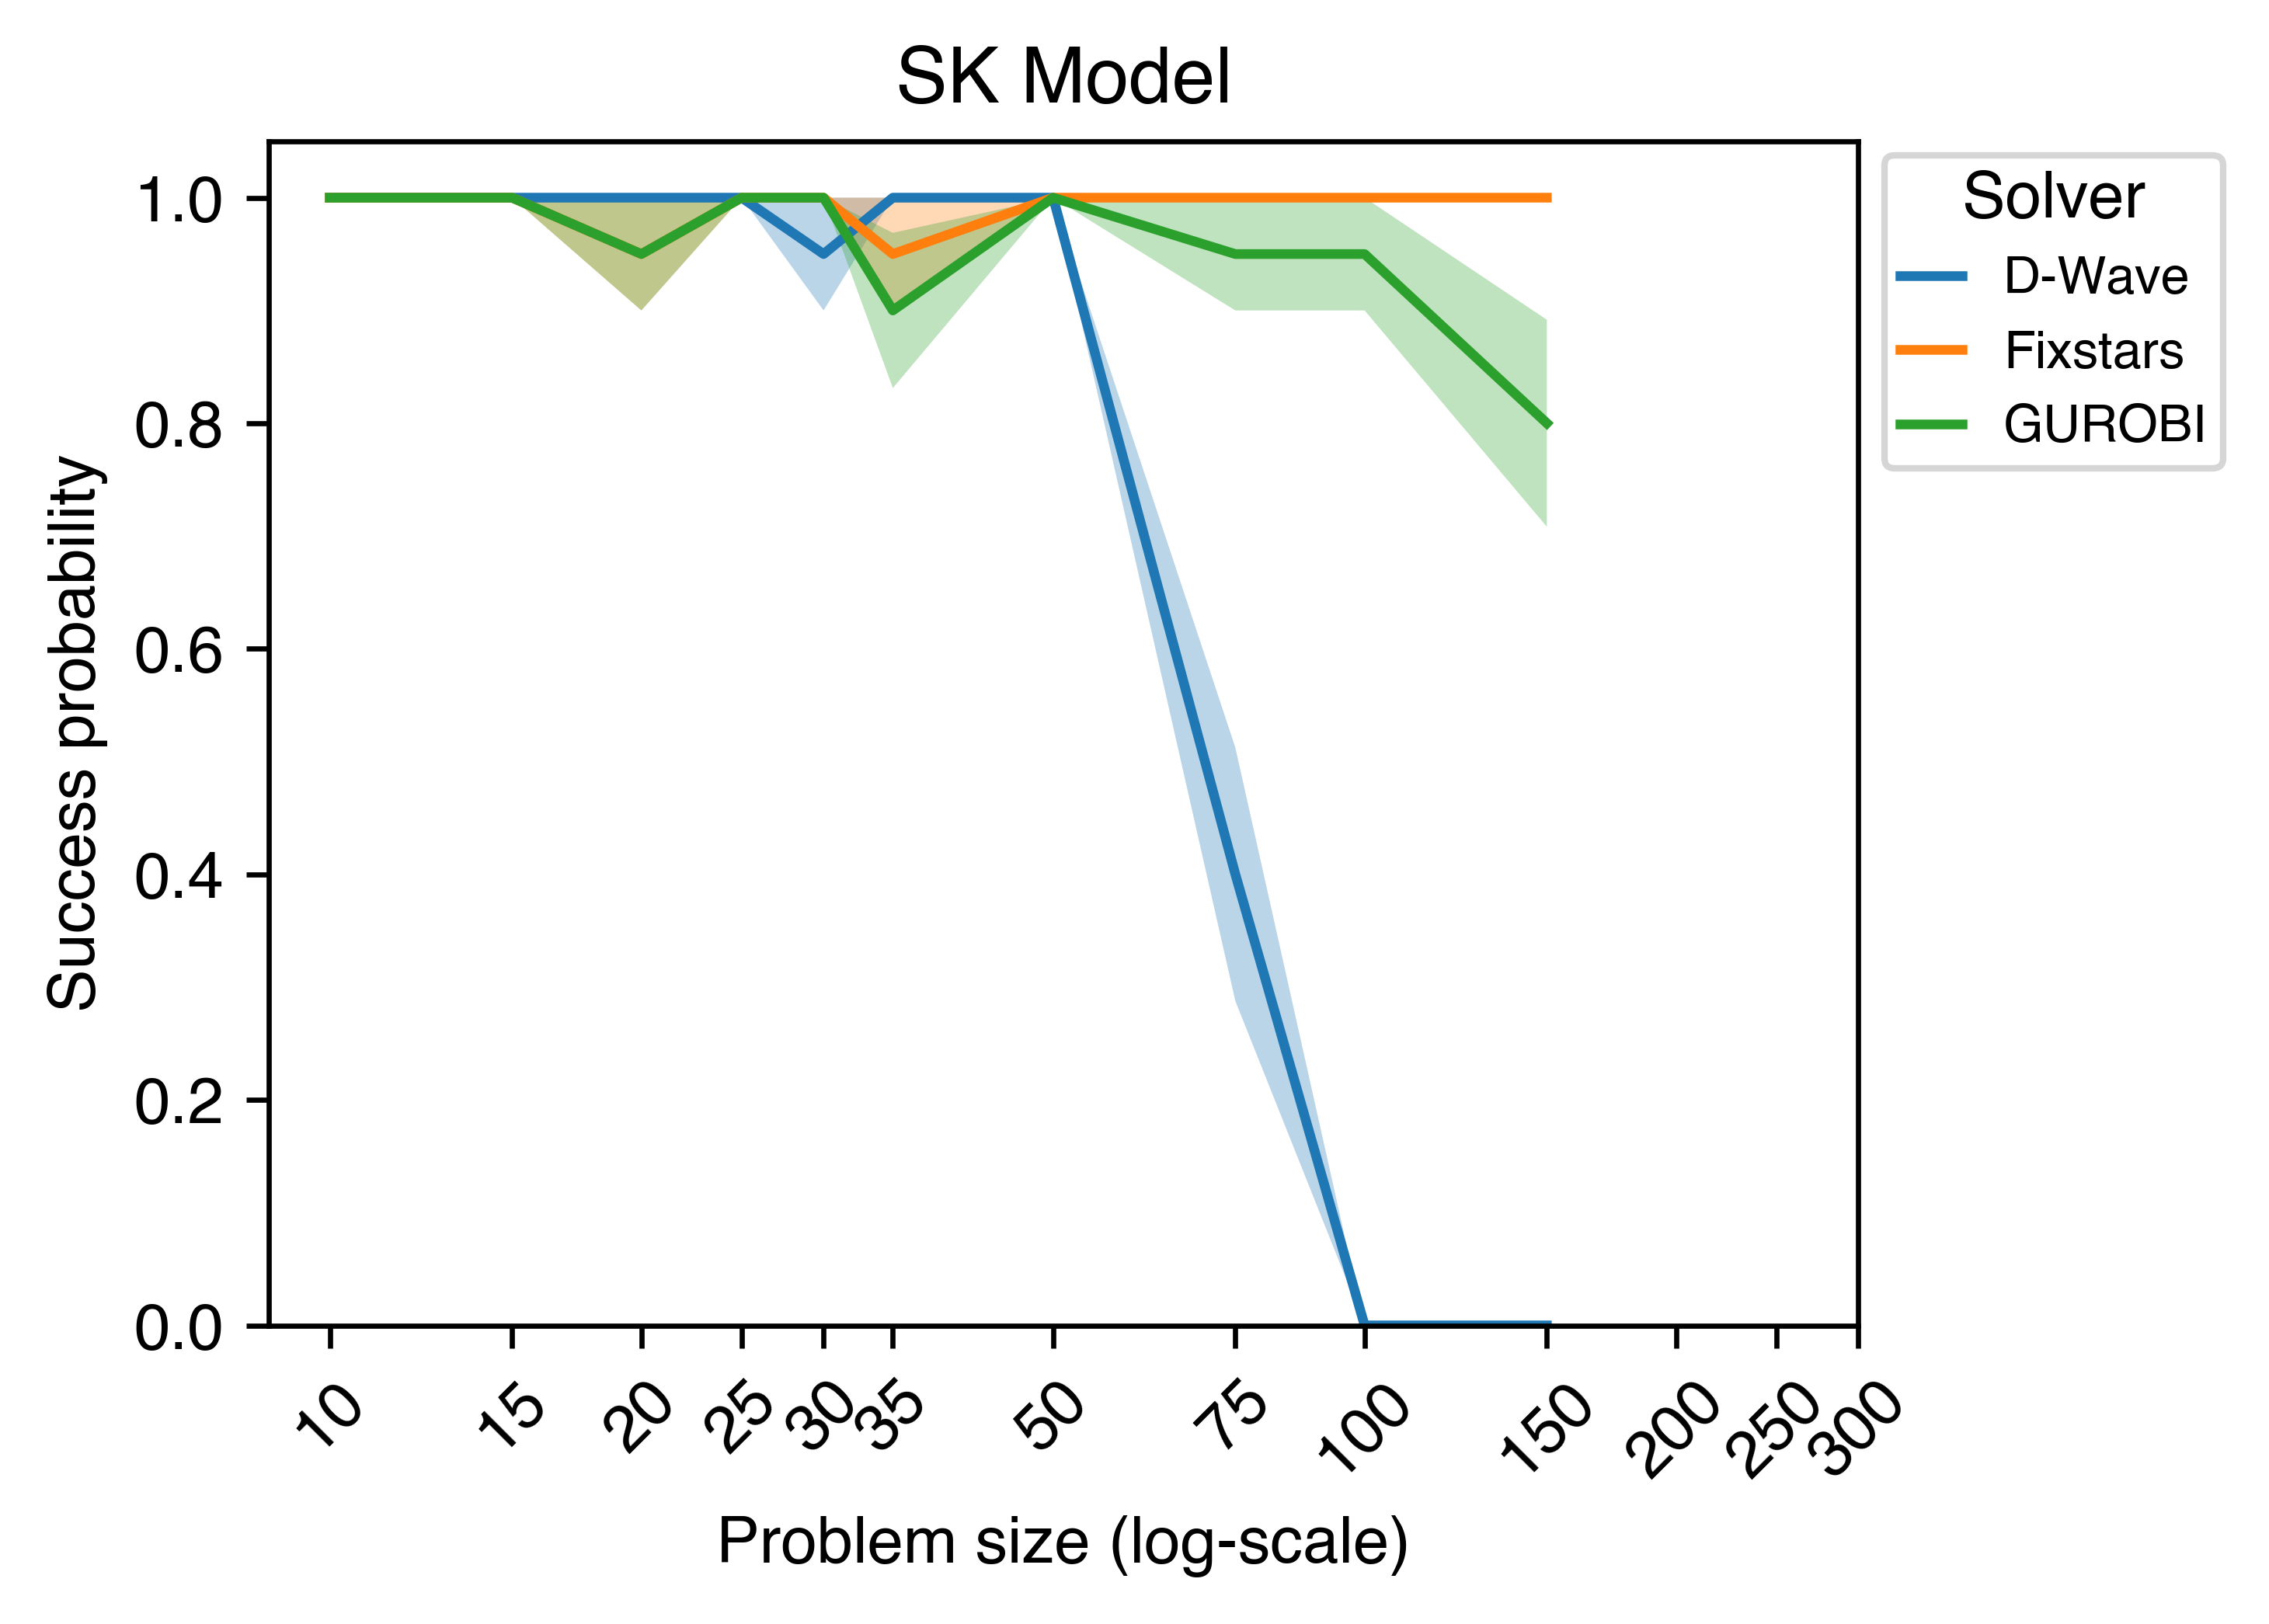 SK Model
Solver
D-Wave
Fixstars
GUROBI
Success probability
1.0
0.8
0.6
0.4
0.2
0.0
10 15 20 25 30 35 50 75 100 150 200 250 300
Problem size (log-scale)